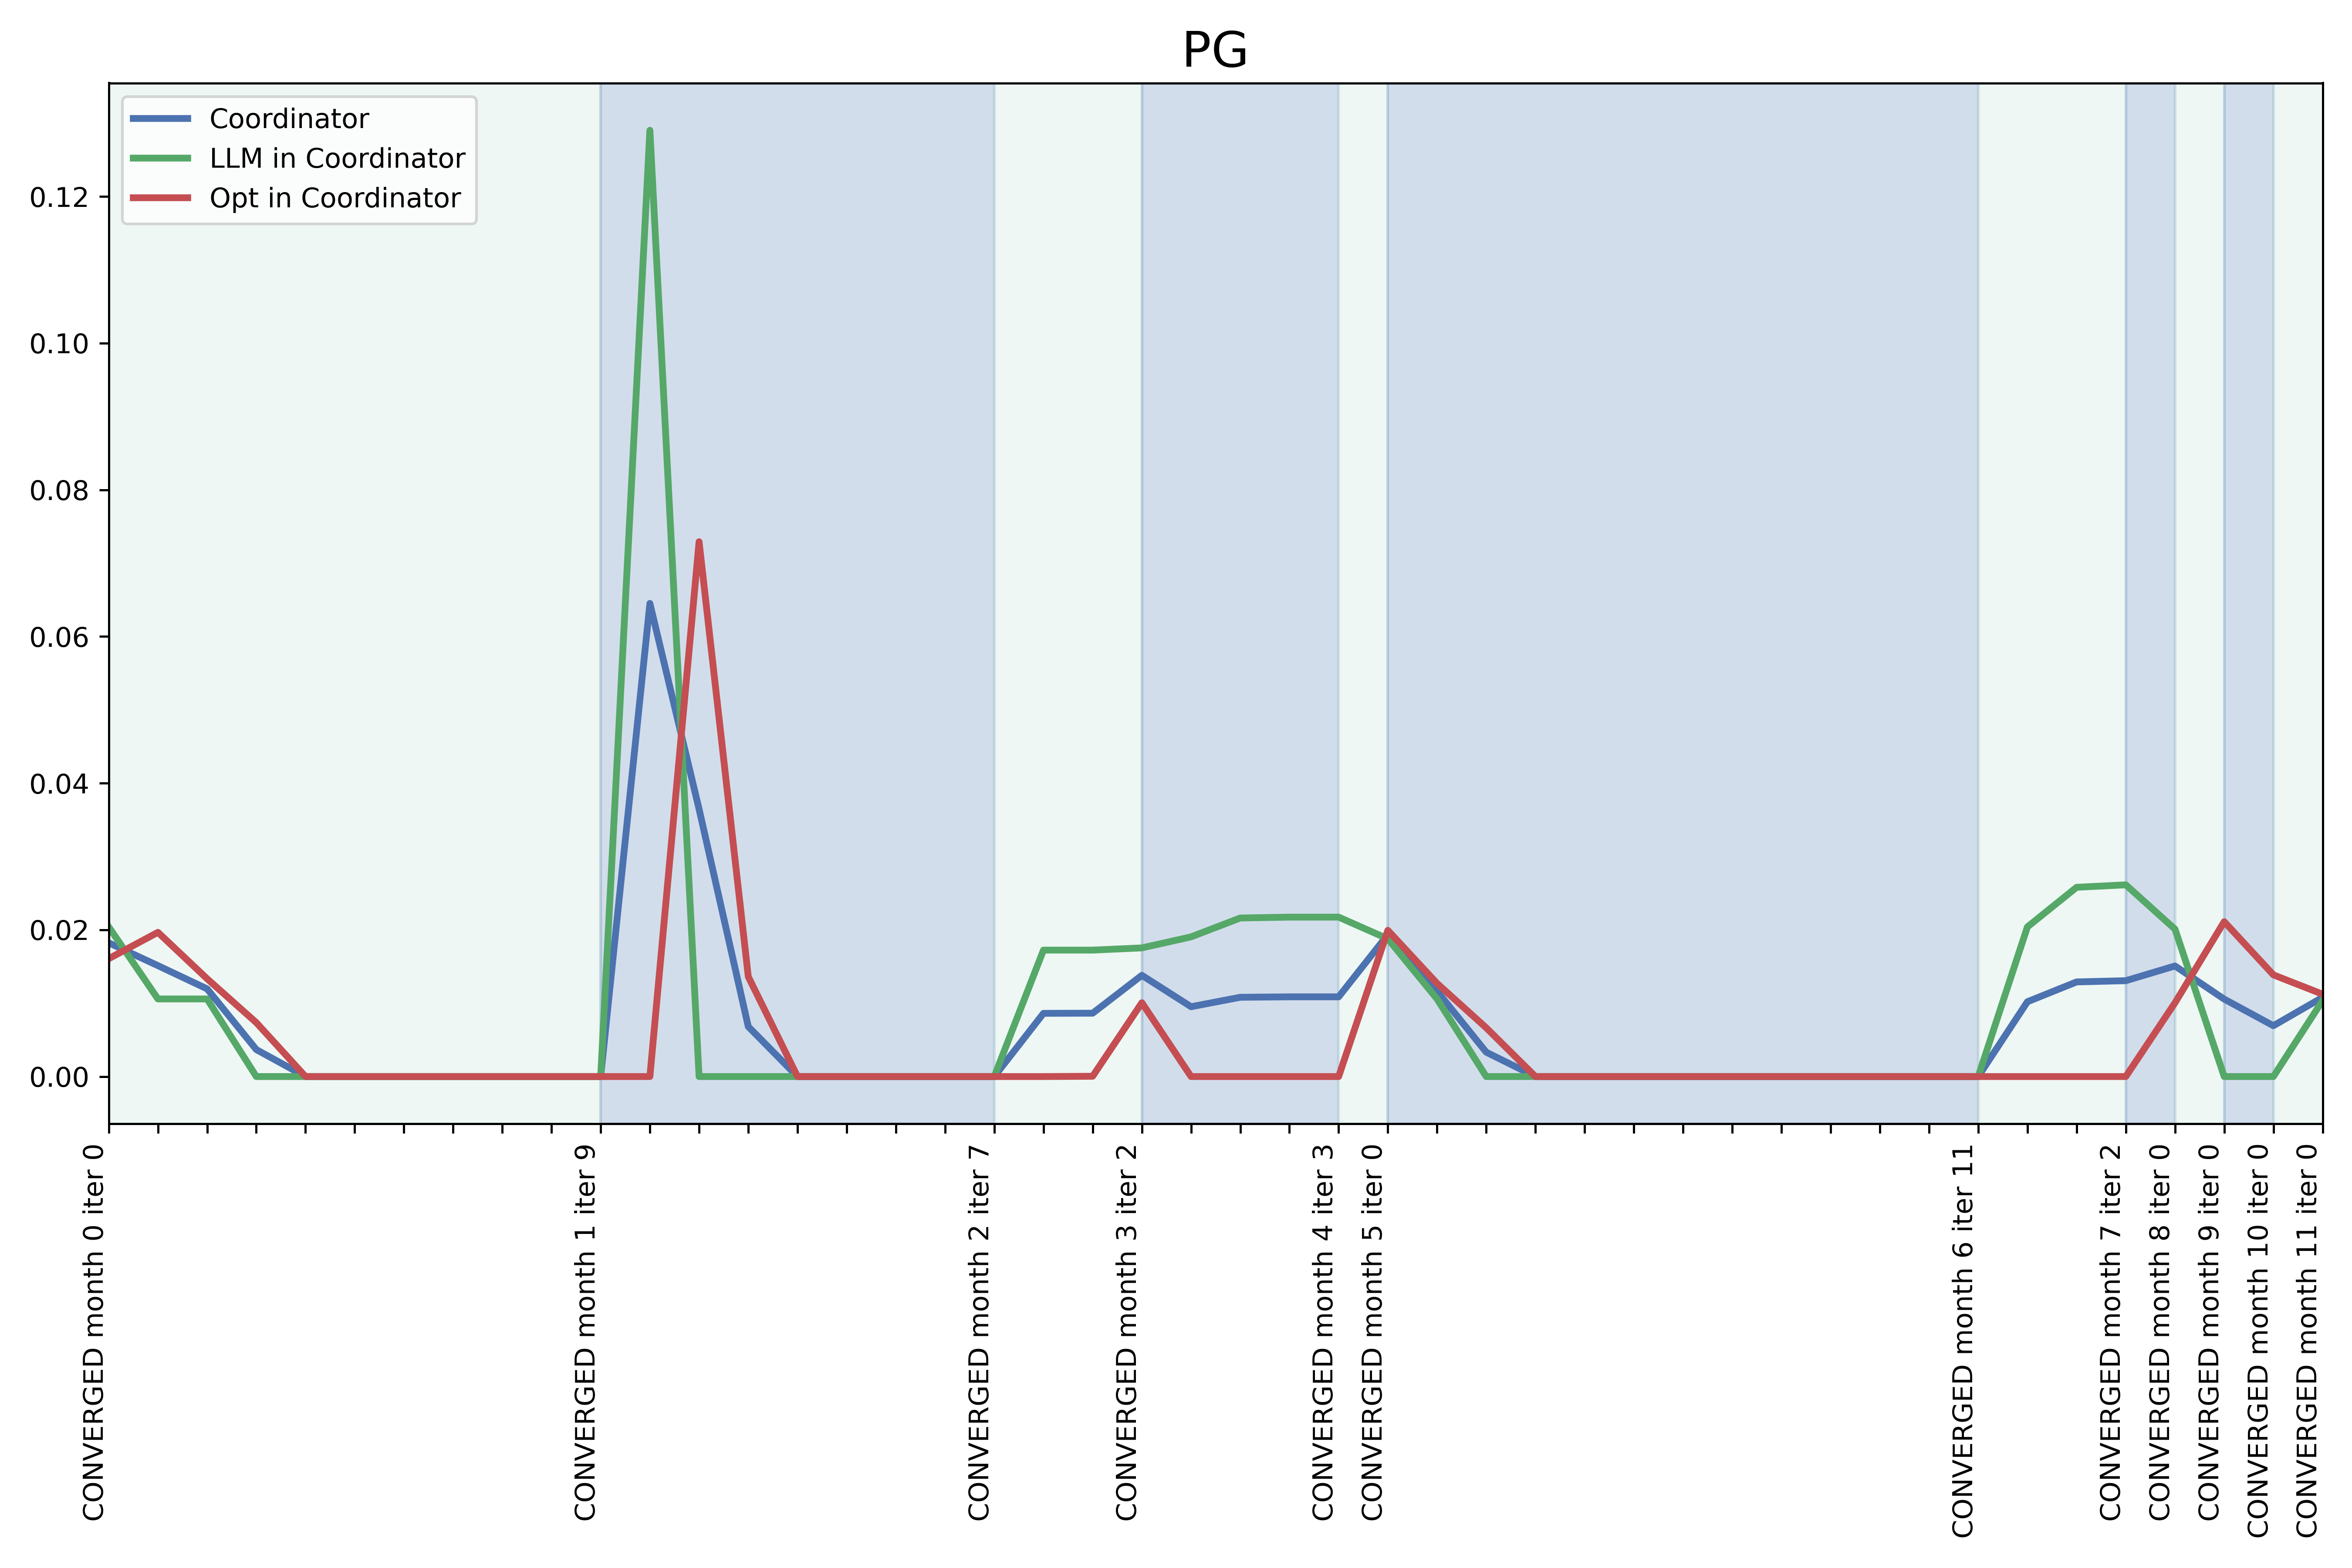 PG
Coordinator
LLM in Coordinator
Opt in Coordinator
0.12
0.10
0.08
0.06
0.04
0.02
0.00
CONVERGED month 0 iter 0
CONVERGED month 1 iter 9
CONVERGED month 2 iter 7
CONVERGED month 3 iter 2
CONVERGED month 4 iter 3
CONVERGED month 5 iter 0
CONVERGED month 6 iter 11
CONVERGED month 7 iter 2
CONVERGED month 8 iter 0
CONVERGED month 9 iter 0
CONVERGED month 10 iter 0
CONVERGED month 11 iter 0